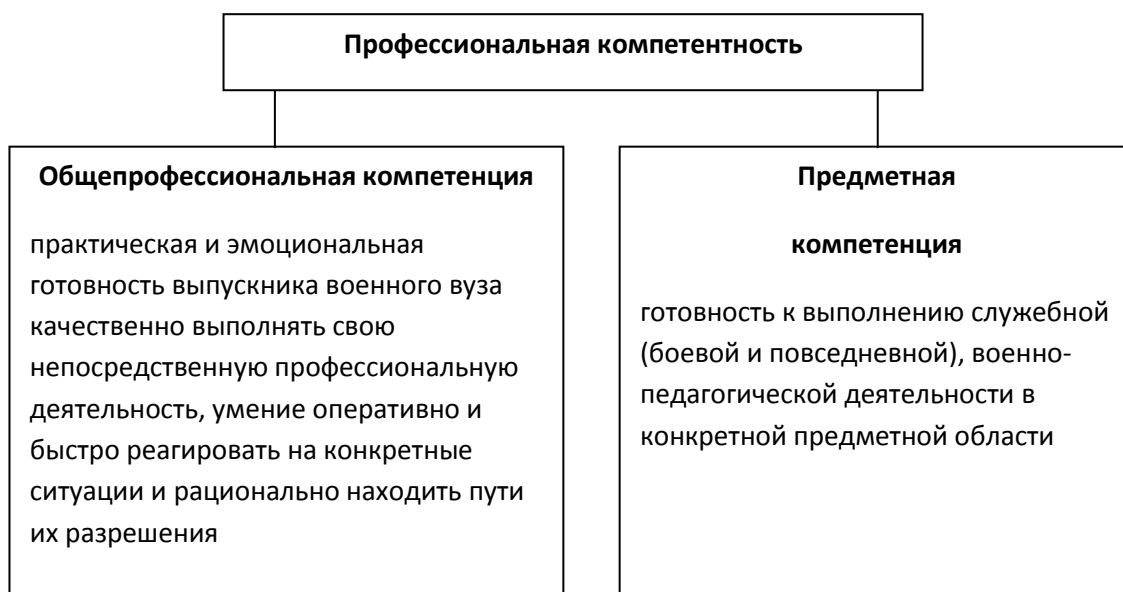 Профессиональная компетентность
Общепрофессиональная компетенция
практическая и эмоциональная
готовность выпускника военного вуза
качественно выполнять свою
непосредственную профессиональную
деятельность, умение оперативно и
быстро реагировать на конкретные
ситуации и рационально находить пути
их разрешения
Предметная
компетенция
готовность к выполнению служебной
(боевой и повседневной), военно-
педагогической деятельности в
конкретной предметной области